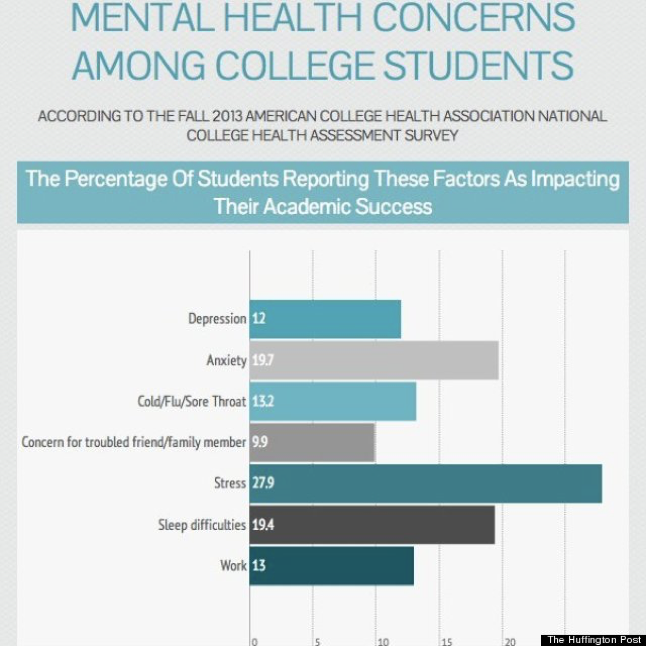 MENTAL HEALTH CONCERNS
AMONG COLLEGE STUDENTS
ACCORDING TO THE FALL 2013 AMERICAN COLLEGE HEALTH ASSOCIATION NATIONAL
COLLEGE HEALTH ASSESSMENT SURVEY
The Percentage Of Students Reporting These Factors As Impacting
Their Academic Success
Depression 12
Anxiety 19.7
Cold/Flu/Sore Throat 13.2
Concern for troubled friend/family member 9.9
Stress 27.9
Sleep difficulties 19.4
Work 13
0 5 10 15 20
The Huffington Post